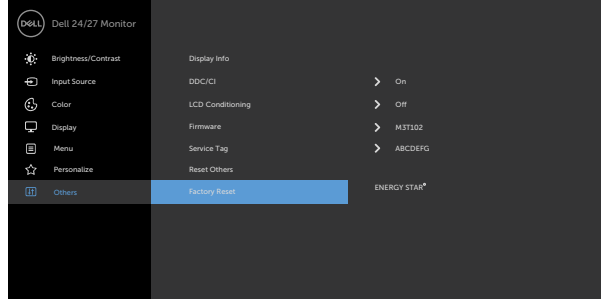 DELL Dell 24/27 Monitor
Brightness/Contrast Display Info
Input Source DDC/CI On
Color LCD Conditioning Off
Display Firmware M3T102
Menu Service Tag ABCDEFG
Personalize Reset Others
Others Factory Reset ENERGY STAR®